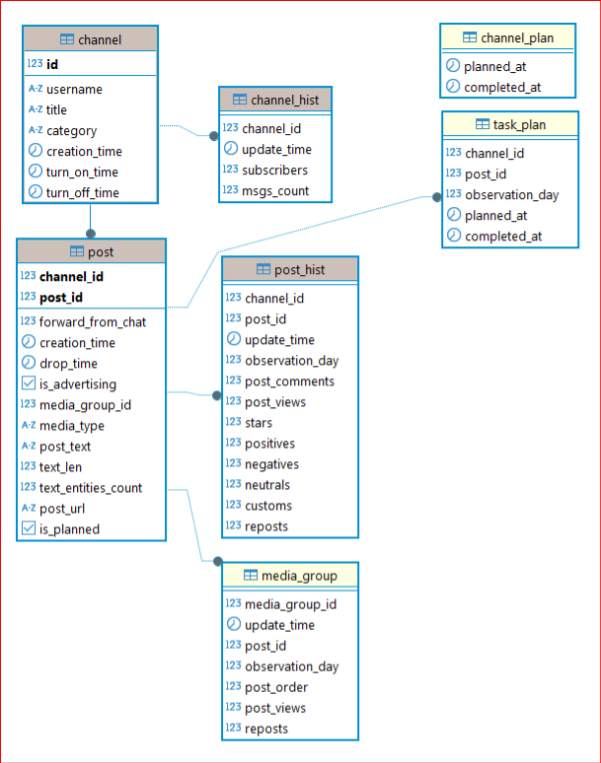 channel
123 id
A-Z username
A-Z title
A-Z category
creation_time
turn_on_time
turn_off_time
channel_hist
123 channel_id
update_time
123 subscribers
123 msgs_count
channel_plan
planned_at
completed_at
task_plan
123 channel_id
123 post_id
123 observation_day
planned_at
completed_at
post
123 channel_id
123 post_id
123 forward_from_chat
creation_time
drop_time
is_advertising
123 media_group_id
A-Z media_type
A-Z post_text
123 text_len
123 text_entities_count
A-Z post_url
is_planned
post_hist
123 channel_id
123 post_id
update_time
123 observation_day
123 post_comments
123 post_views
123 stars
123 positives
123 negatives
123 neutrals
123 customs
123 reposts
media_group
123 media_group_id
update_time
123 post_id
123 observation_day
123 post_order
123 post_views
123 reposts